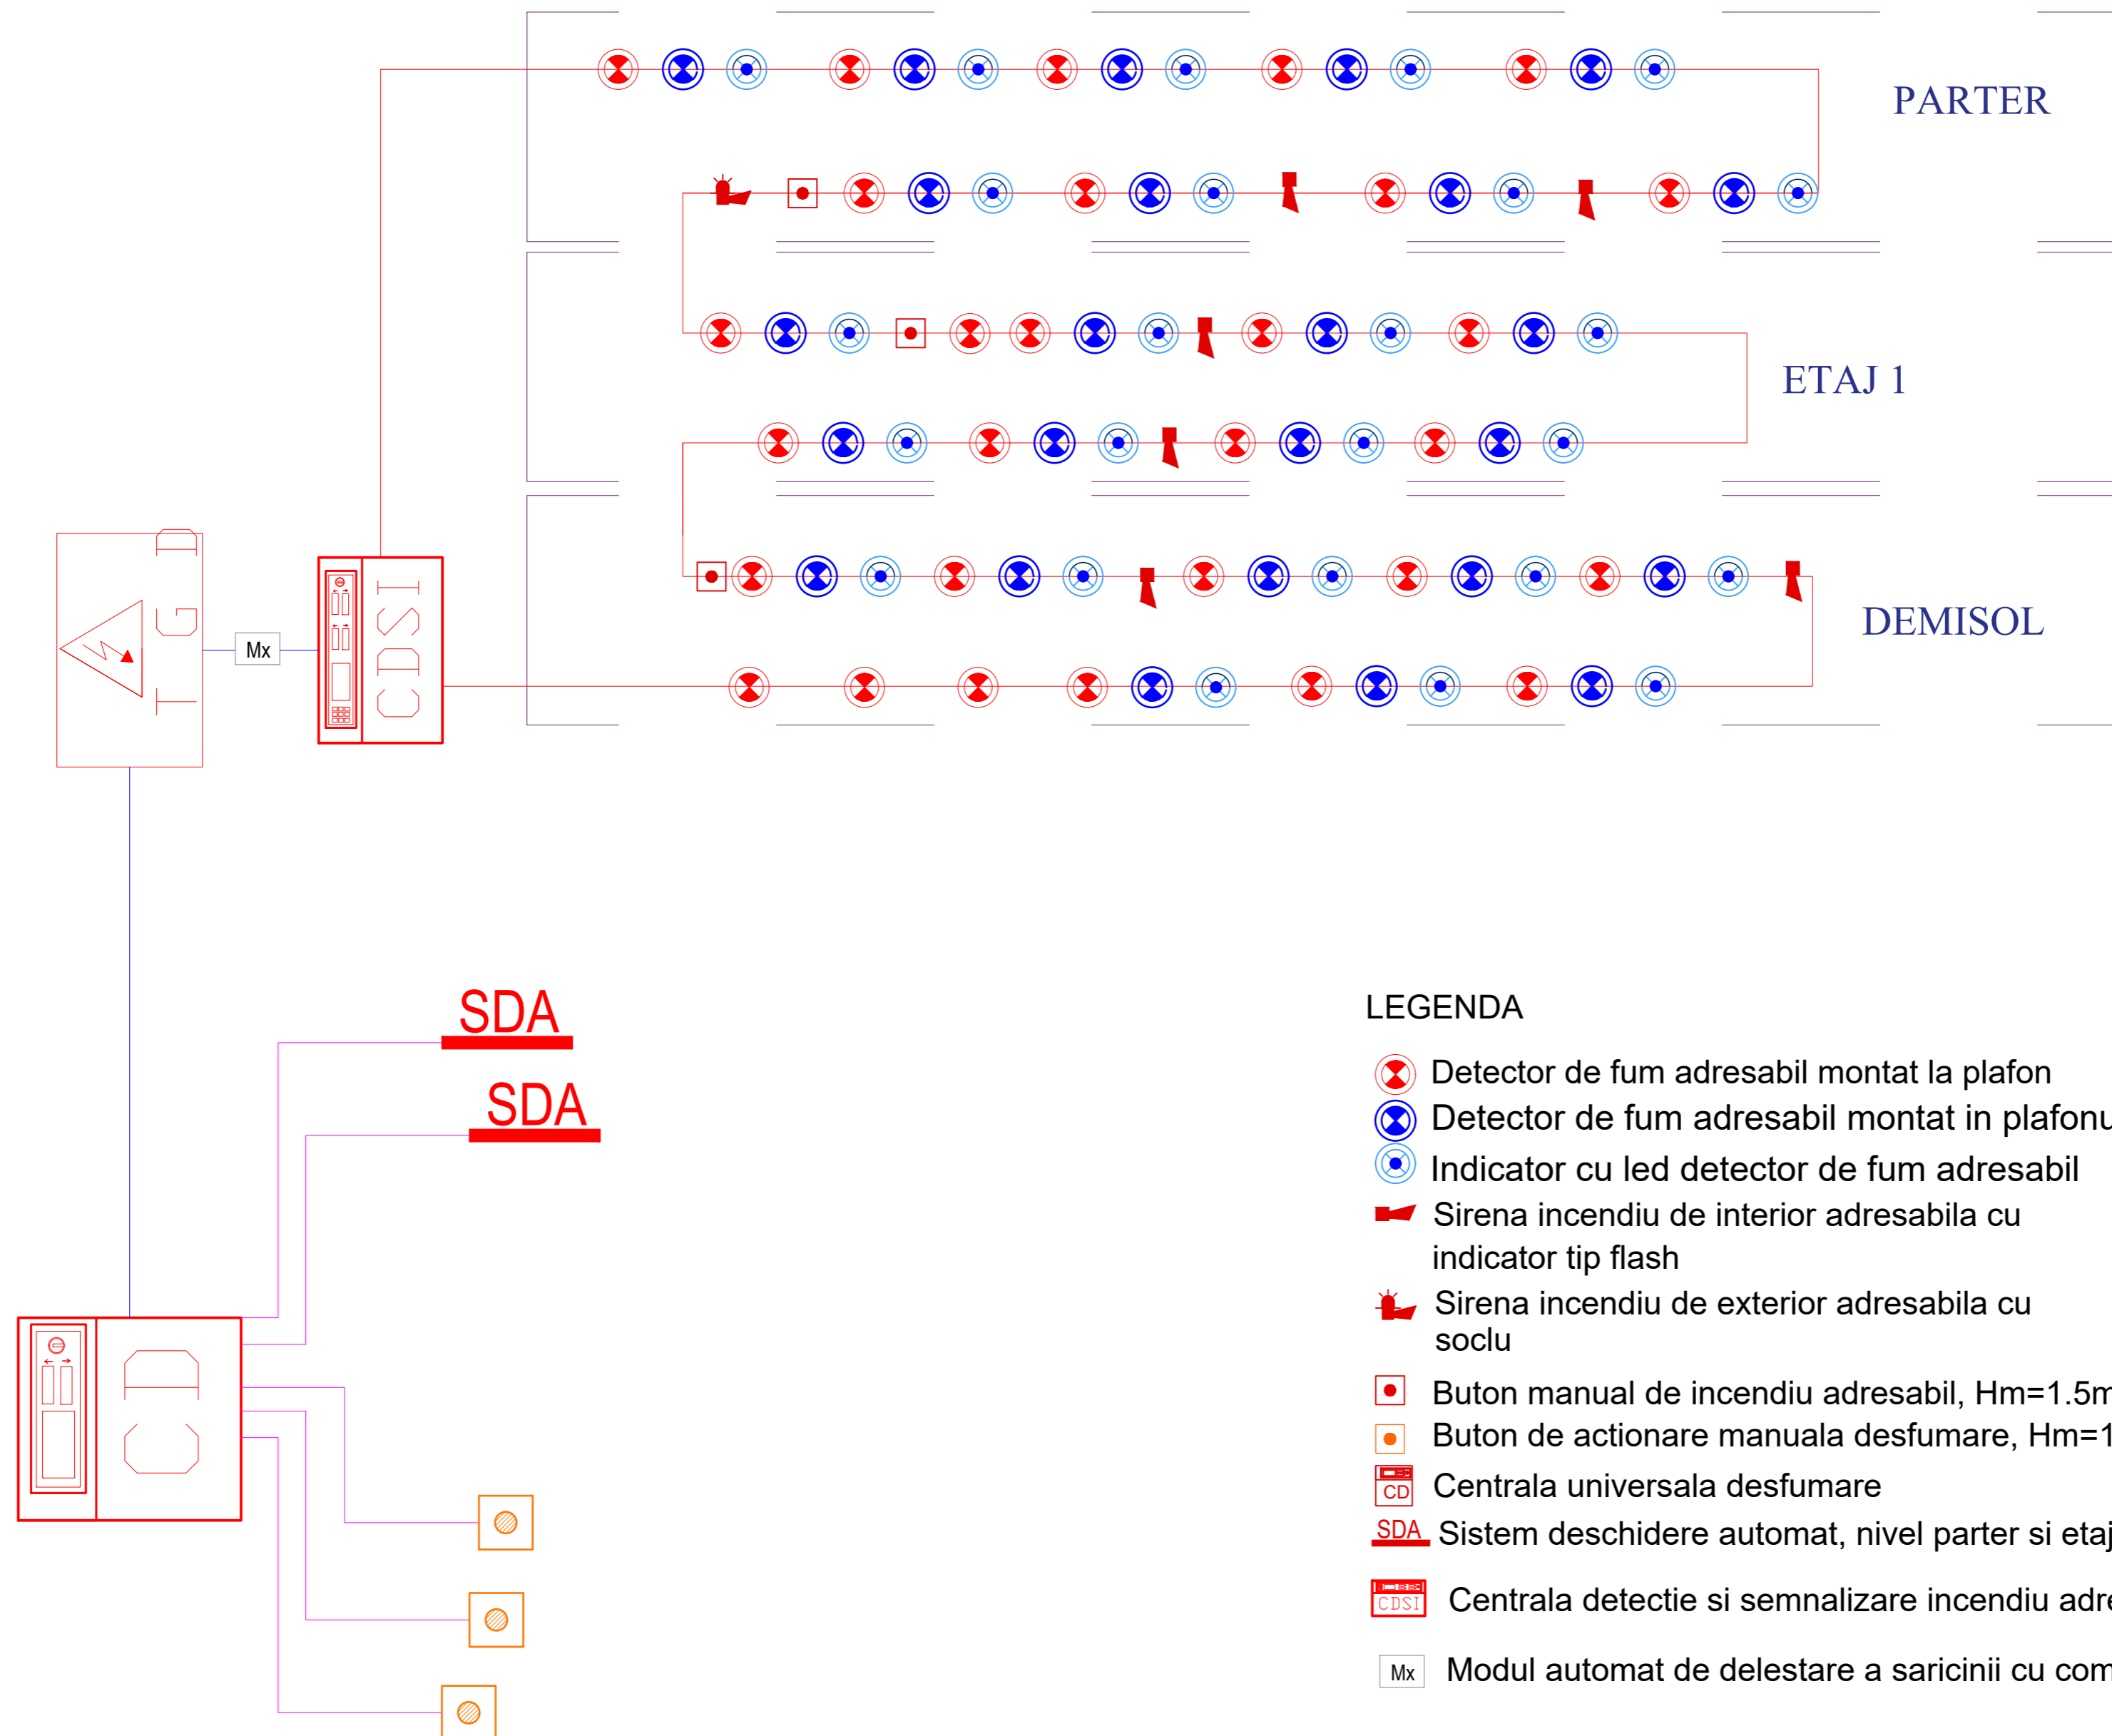 PARTER
ETAJ 1
DEMISOL
T G D
Mx
CDSI
SDA
SDA
CD
LEGENDA
Detector de fum adresabil montat la plafon
Detector de fum adresabil montat in plafonu
Indicator cu led detector de fum adresabil
Sirena incendiu de interior adresabila cu
indicator tip flash
Sirena incendiu de exterior adresabila cu
soclu
Buton manual de incendiu adresabil, Hm=1.5m
Buton de actionare manuala desfumare, Hm=1
CD Centrala universala desfumare
SDA Sistem deschidere automat, nivel parter si etaj
CDSI Centrala detectie si semnalizare incendiu adre
Mx Modul automat de delestare a saricinii cu com